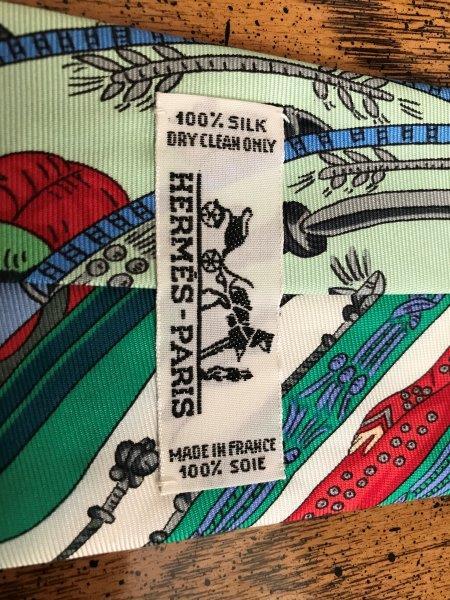 100% SILK
DRY CLEAN ONLY
HERMÈS-PARIS
MADE IN FRANCE
100% SOIE